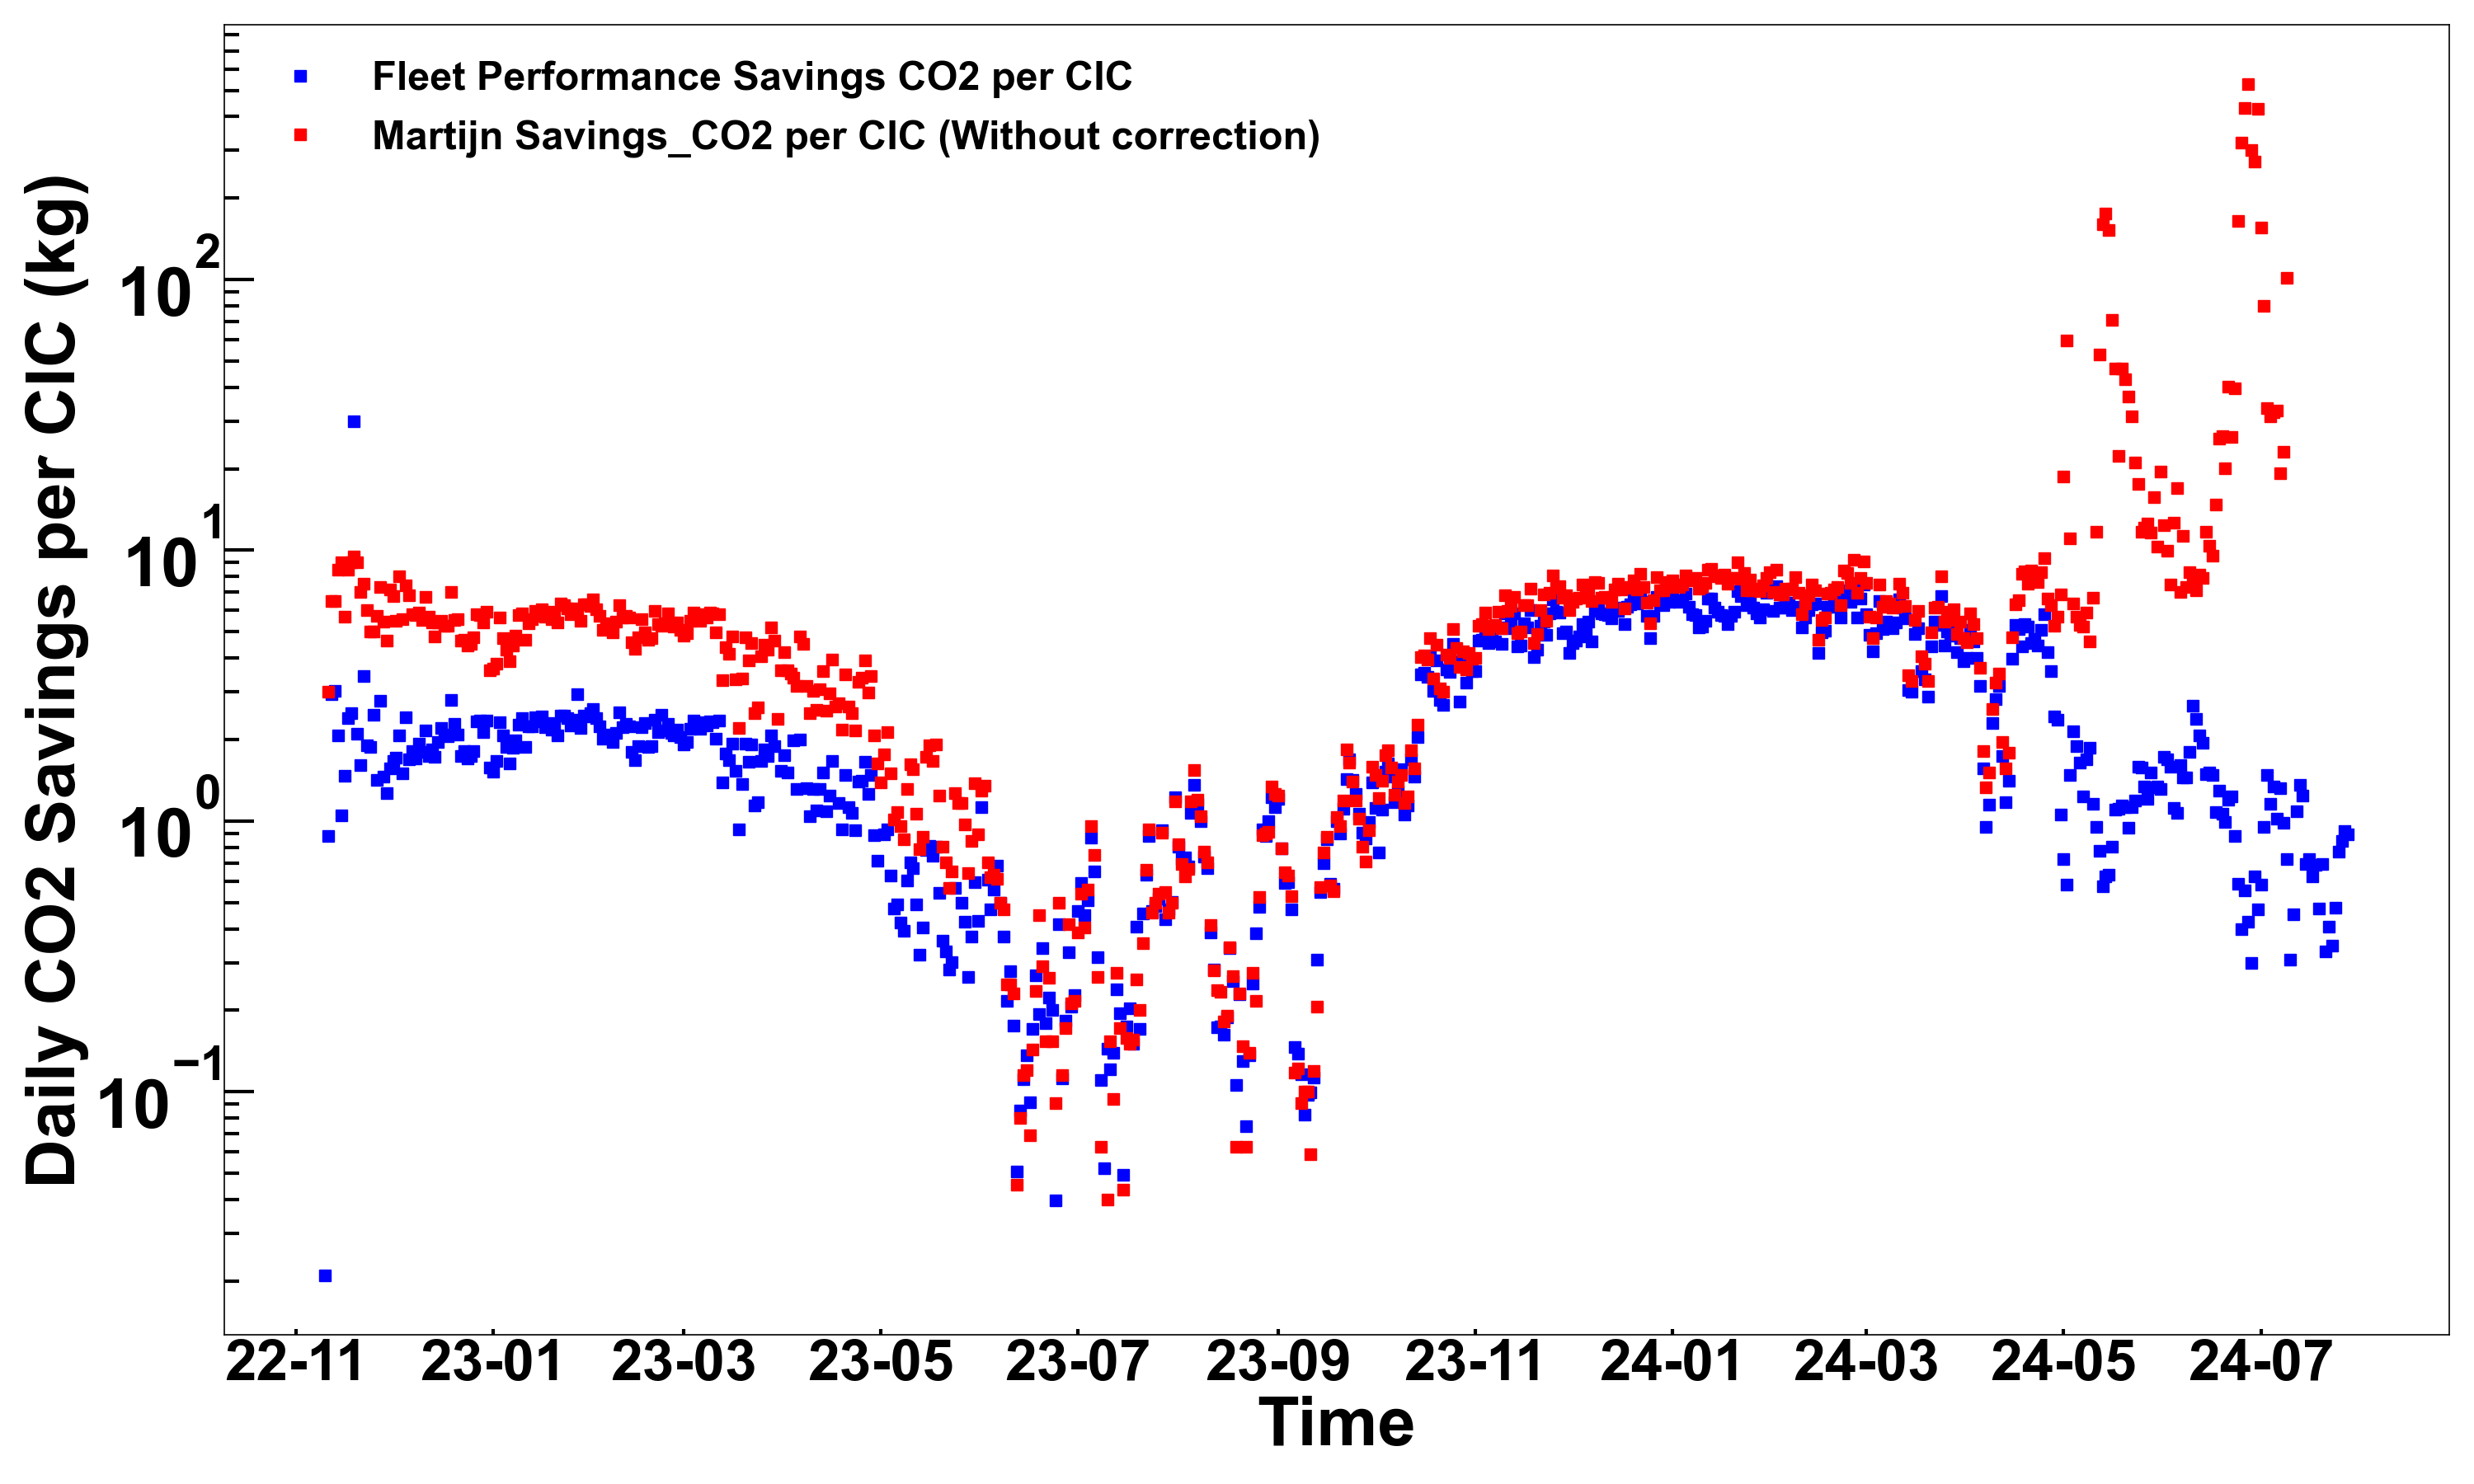 Fleet Performance Savings CO2 per CIC
Martijn Savings_CO2 per CIC (Without correction)
Daily CO2 Savings per CIC (kg)
10^2
10^1
10^0
10^−1
22-11 23-01 23-03 23-05 23-07 23-09 23-11 24-01 24-03 24-05 24-07
Time